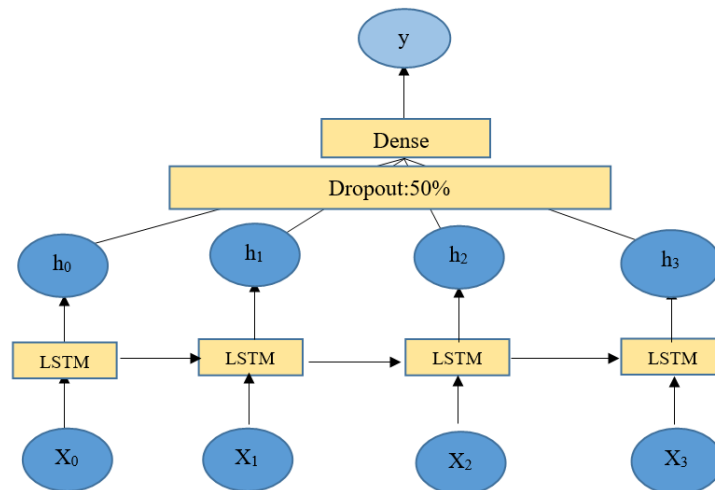 y
Dense
Dropout:50%
h₀ h₁ h₂ h₃
LSTM LSTM LSTM LSTM
X₀ X₁ X₂ X₃